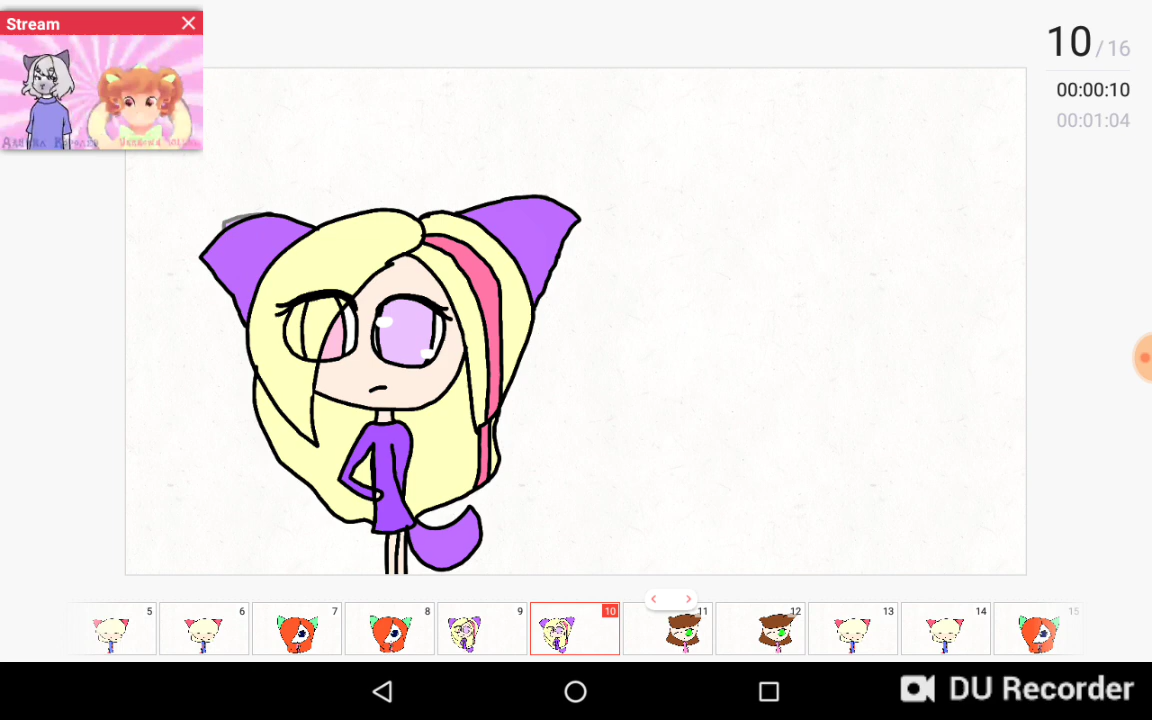 Stream
10 / 16
00:00:10
00:01:04
5 6 7 8 9 10 11 12 13 14 15
DU Recorder